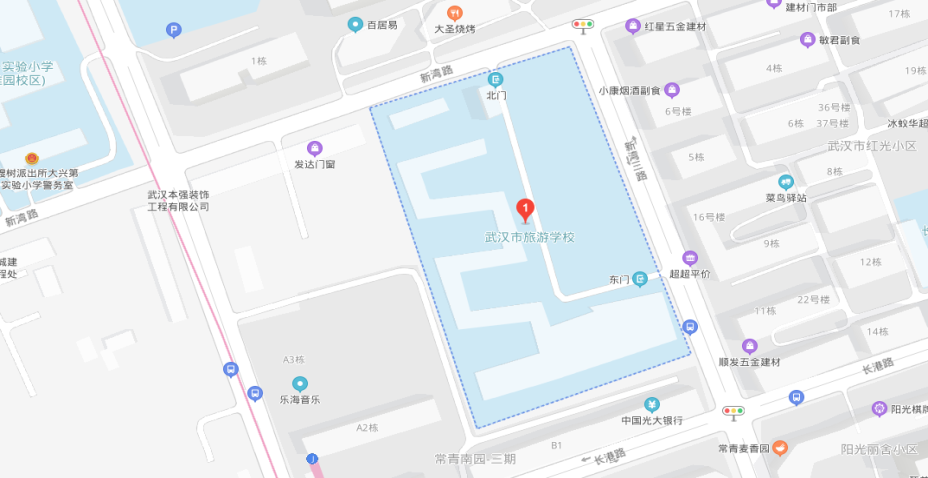 17栋
建材门市部
百居易
大圣烧烤
红星五金建材
敏君副食
1栋
实验小学
园校区)
新湾路
4栋
19栋
北门
小康烟酒副食
6号楼
36号楼
6栋
37号楼
冰蚁华超
发达门窗
新湾三路
武汉市红光小区
5栋
8栋
树派出所大兴第
实验小学警务室
菜鸟驿站
武汉本强装饰
工程有限公司
新湾路
1
16号楼
武汉市旅游学校
9栋
城建
程处
12栋
东门
超超平价
22号楼
11栋
14栋
A3栋
顺发五金建材
长港路
乐海音乐
中国光大银行
阳光棋牌
A2栋
B1
常青麦香园
阳光丽舍小区
常青南园-三期
长港路